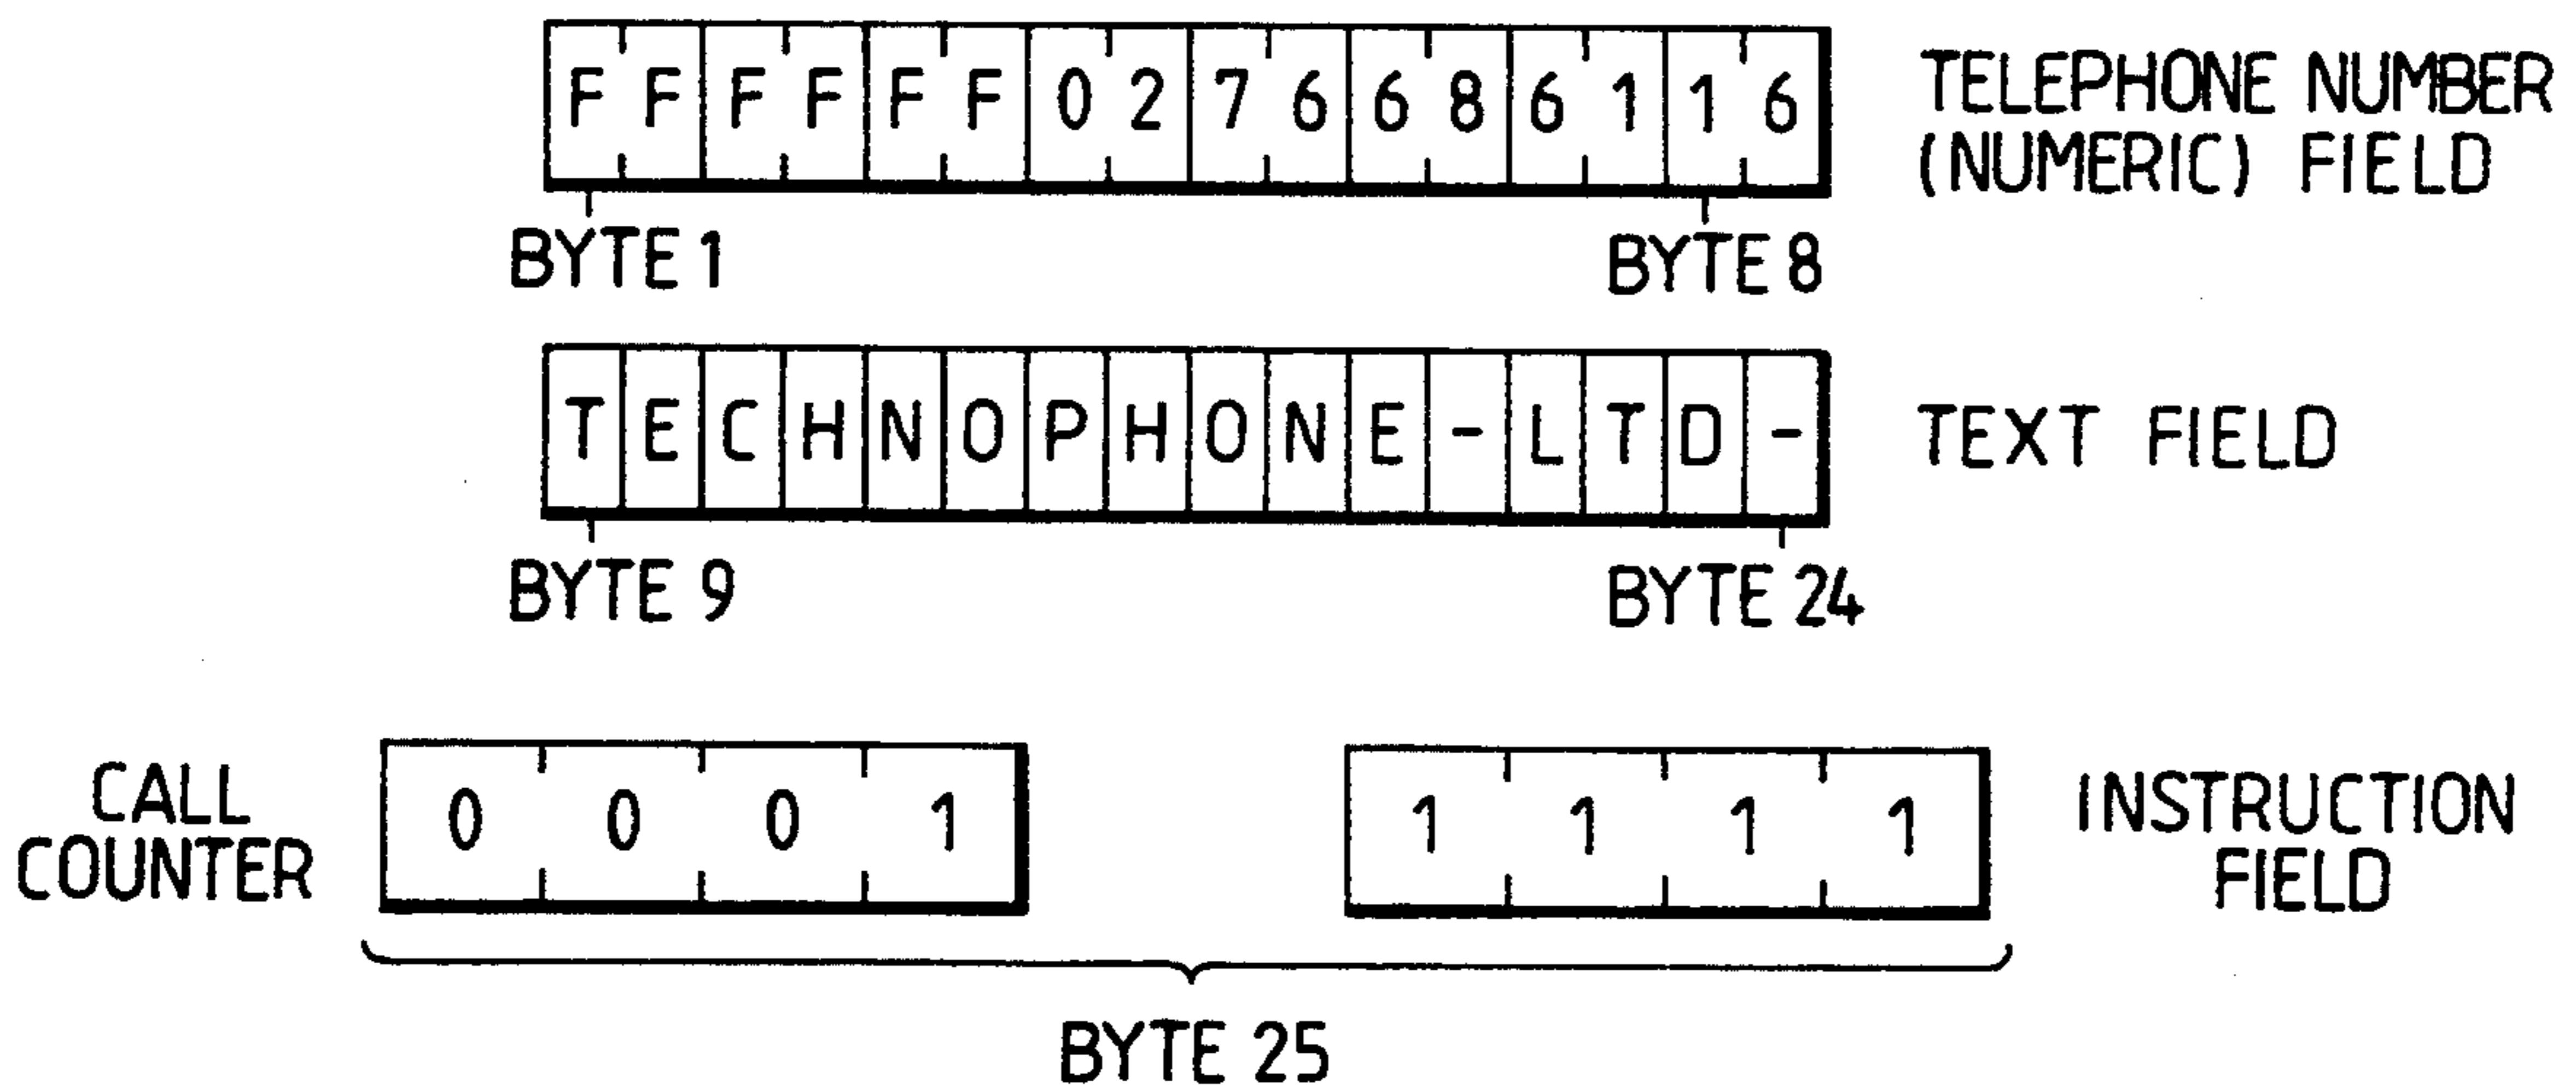 F F F F F F 0 2 7 6 6 8 6 1 1 6
TELEPHONE NUMBER
(NUMERIC) FIELD
BYTE 1
BYTE 8
T E C H N O P H O N E - L T D -
TEXT FIELD
BYTE 9
BYTE 24
CALL
COUNTER
0 0 0 1
1 1 1 1
INSTRUCTION
FIELD
BYTE 25